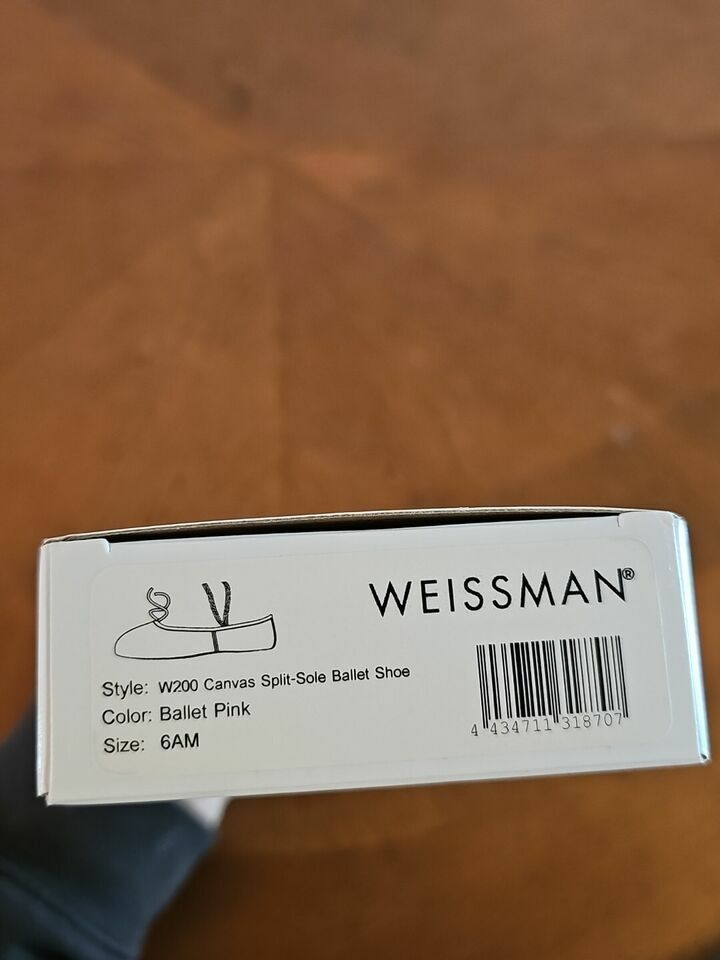 WEISSMAN®
Style: W200 Canvas Split-Sole Ballet Shoe
Color: Ballet Pink
Size: 6AM
4 434711 318707